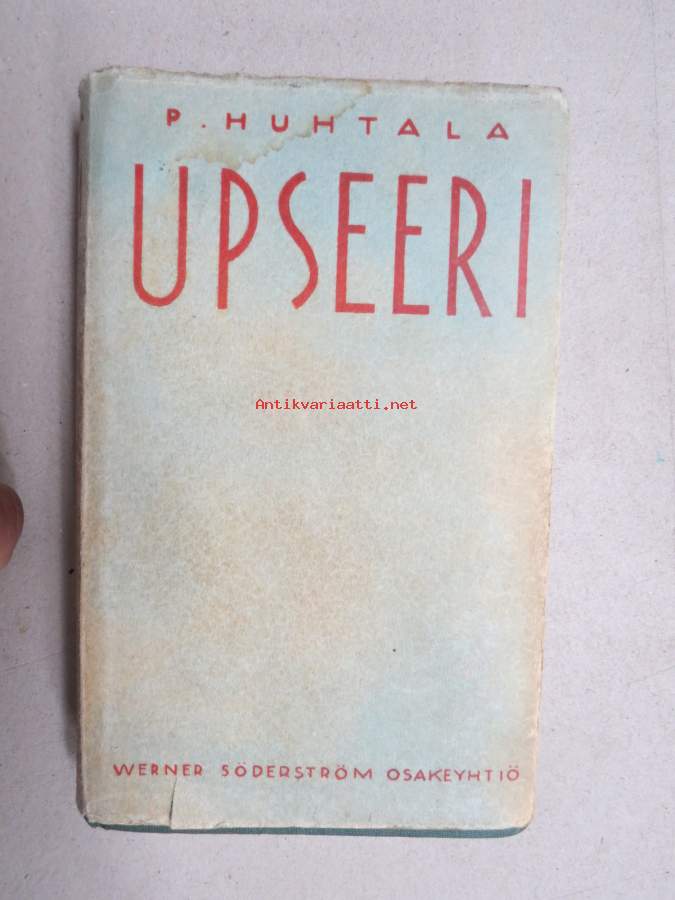 P. HUHTALA
UPSEERI
Antikvariaatti.net
WERNER SÖDERSTRÖM OSAKEYHTIÖ